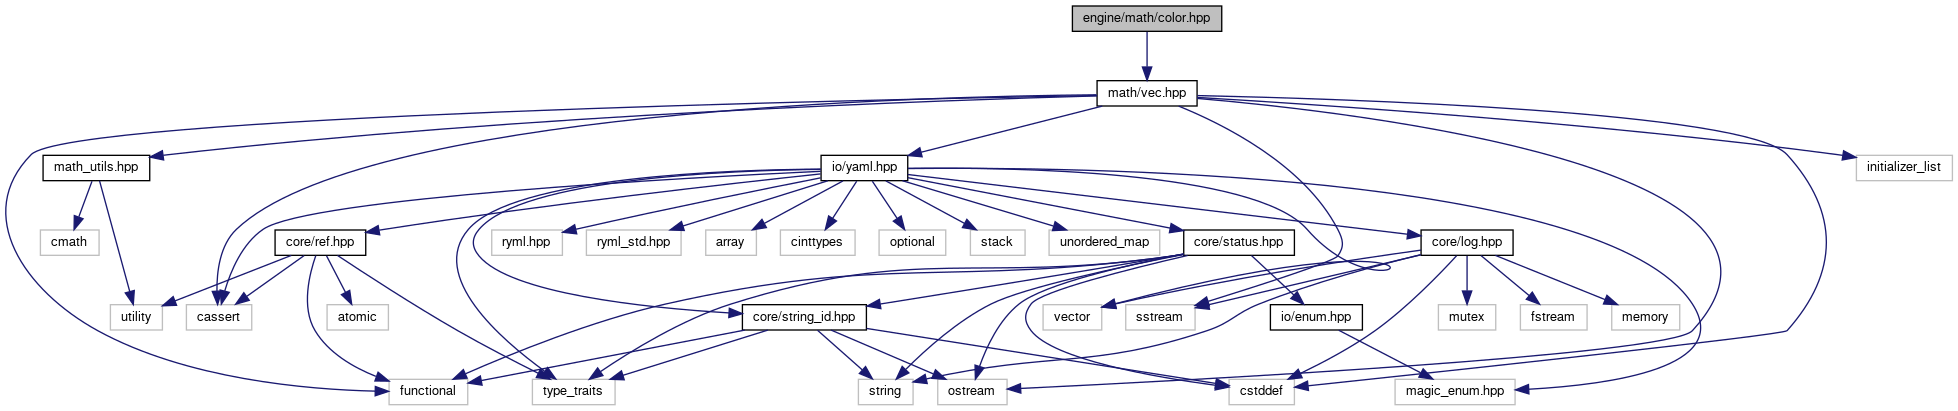 engine/math/color.hpp
math/vec.hpp
math_utils.hpp
io/yaml.hpp
initializer_list
cmath
core/ref.hpp
ryml.hpp
ryml_std.hpp
array
cinttypes
optional
stack
unordered_map
core/status.hpp
core/log.hpp
utility
cassert
atomic
core/string_id.hpp
vector
sstream
io/enum.hpp
mutex
fstream
memory
functional
type_traits
string
ostream
cstddef
magic_enum.hpp